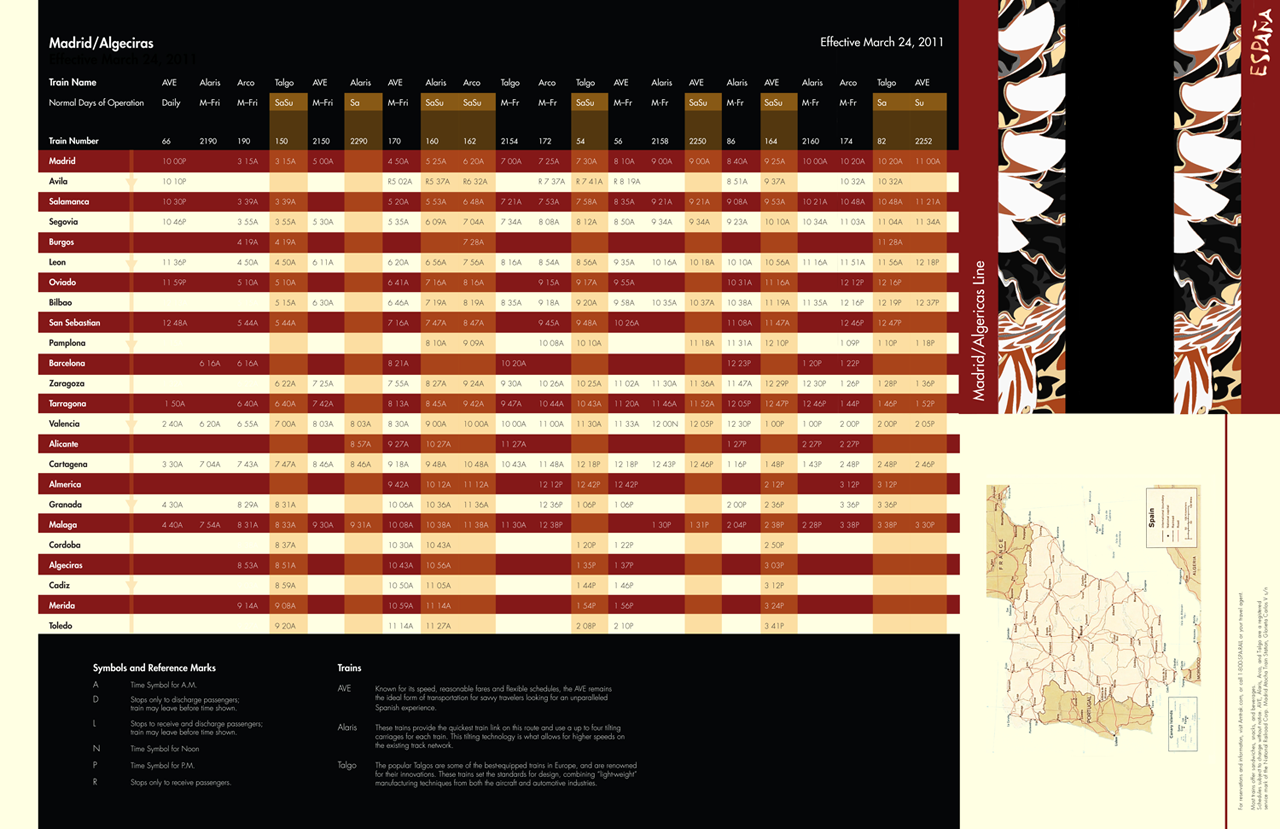 Madrid/Algeciras
Effective March 24, 2011
Effective March 24, 2011
Train Name AVE Alaris Arco Talgo AVE Alaris AVE Alaris Arco Talgo Arco Talgo AVE Alaris AVE Alaris AVE Alaris Arco Talgo AVE
Normal Days of Operation Daily M–Fri M–Fri SaSu M–Fri Sa M–Fri SaSu SaSu M–Fr M–Fr SaSu M–Fr M–Fr SaSu M-Fr SaSu M-Fr M-Fr Sa Su
Train Number 66 2190 190 150 2150 2290 170 160 162 2154 172 54 56 2158 2250 86 164 2160 174 82 2252
Madrid 10 00P 3 15A 3 15A 5 00A 4 50A 5 25A 6 20A 7 00A 7 25A 7 30A 8 10A 9 00A 9 00A 8 40A 9 25A 10 00A 10 20A 10 20A 11 00A
Avila 10 10P R5 02A R5 37A R6 32A R 7 37A R 7 41A R 8 19A 8 51A 9 37A 10 32A 10 32A
Salamanca 10 30P 3 39A 3 39A 5 20A 5 53A 6 48A 7 21A 7 53A 7 58A 8 35A 9 21A 9 21A 9 08A 9 53A 10 21A 10 48A 10 48A 11 21A
Segovia 10 46P 3 55A 3 55A 5 30A 5 35A 6 09A 7 04A 7 34A 8 08A 8 12A 8 50A 9 34A 9 34A 9 23A 10 10A 10 34A 11 03A 11 04A 11 34A
Burgos 4 19A 4 19A 7 28A 11 28A
Leon 11 36P 4 50A 4 50A 6 11A 6 20A 6 56A 7 56A 8 16A 8 54A 8 56A 9 35A 10 16A 10 18A 10 10A 10 56A 11 16A 11 51A 11 56A 12 18P
Oviado 11 59P 5 10A 5 10A 6 41A 7 16A 8 16A 9 15A 9 17A 9 55A 10 31A 11 16A 12 12P 12 16P
Bilbao 5 15A 6 30A 6 46A 7 19A 8 19A 8 35A 9 18A 9 20A 9 58A 10 35A 10 37A 10 38A 11 19A 11 35A 12 16P 12 19P 12 37P
San Sebastian 12 48A 5 44A 5 44A 7 16A 7 47A 8 47A 9 45A 9 48A 10 26A 11 08A 11 47A 12 46P 12 47P
Pamplona 8 10A 9 09A 10 08A 10 10A 11 18A 11 31A 12 10P 1 09P 1 10P 1 18P
Barcelona 6 16A 6 16A 8 21A 10 20A 12 23P 1 20P 1 22P
Zaragoza 6 22A 7 25A 7 55A 8 27A 9 24A 9 30A 10 26A 10 25A 11 02A 11 30A 11 36A 11 47A 12 29P 12 30P 1 26P 1 28P 1 36P
Tarragona 1 50A 6 40A 6 40A 7 42A 8 13A 8 45A 9 42A 9 47A 10 44A 10 43A 11 20A 11 46A 11 52A 12 05P 12 47P 12 46P 1 44P 1 46P 1 52P
Valencia 2 40A 6 20A 6 55A 7 00A 8 03A 8 03A 8 30A 9 00A 10 00A 10 00A 11 00A 11 30A 11 33A 12 00N 12 05P 12 30P 1 00P 1 00P 2 00P 2 00P 2 05P
Alicante 8 57A 9 27A 10 27A 11 27A 1 27P 2 27P 2 27P
Cartagena 3 30A 7 04A 7 43A 7 47A 8 46A 8 46A 9 18A 9 48A 10 48A 10 43A 11 48A 12 18P 12 18P 12 43P 12 46P 1 16P 1 48P 1 43P 2 48P 2 48P 2 46P
Almerica 9 42A 10 12A 11 12A 12 12P 12 42P 12 42P 2 12P 3 12P 3 12P
Granada 4 30A 8 29A 8 31A 10 06A 10 36A 11 36A 12 36P 1 06P 1 06P 2 00P 2 36P 3 36P 3 36P
Malaga 4 40A 7 54A 8 31A 8 33A 9 30A 9 31A 10 08A 10 38A 11 38A 11 30A 12 38P 1 30P 1 31P 2 04P 2 38P 2 28P 3 38P 3 38P 3 30P
Cordoba 8 37A 10 30A 10 43A 1 20P 1 22P 2 50P
Algeciras 8 53A 8 51A 10 43A 10 56A 1 35P 1 37P 3 03P
Cadiz 8 59A 10 50A 11 05A 1 44P 1 46P 3 12P
Merida 9 14A 9 08A 10 59A 11 14A 1 54P 1 56P 3 24P
Toledo 9 20A 11 14A 11 27A 2 08P 2 10P 3 41P
Symbols and Reference Marks
A Time Symbol for A.M.
D Stops only to discharge passengers;
train may leave before time shown.
L Stops to receive and discharge passengers;
train may leave before time shown.
N Time Symbol for Noon
P Time Symbol for P.M.
R Stops only to receive passengers.
Trains
AVE Known for its speed, reasonable fares and flexible schedules, the AVE remains
the ideal form of transportation for savvy travelers looking for an unparalleled
Spanish experience.
Alaris These trains provide the quickest train link on this route and use a up to four tilting
carriages for each train. This tilting technology is what allows for higher speeds on
the existing track network.
Talgo The popular Talgos are some of the bestrequipped trains in Europe, and are renowned
for their innovations. These trains set the standards for design, combining "lightweight"
manufacturing techniques from both the aircraft and automotive industries.
Madrid/Algericas Line
ESPAÑA
Spain
FRANCE
PORTUGAL
ALGERIA
MOROCCO
Canary Islands
For reservations and information, visit Amtrak.com, or call 1-800-SPARAIL or your travel agent.
Most trains offer sandwiches, snacks, and beverages.
Schedules subject to change without notice. AVE, Alaris, Arco, and Talgo are a registered
service mark of the National Railroad Corp. Madrid Atocha Train Station, Glorieta Carlos V s/n